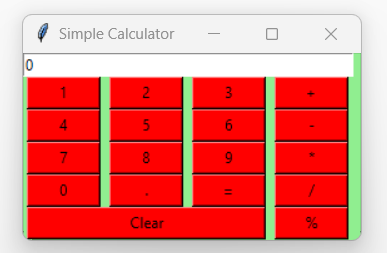 Simple Calculator
0
1 2 3 +
4 5 6 -
7 8 9 *
0 . = /
Clear %